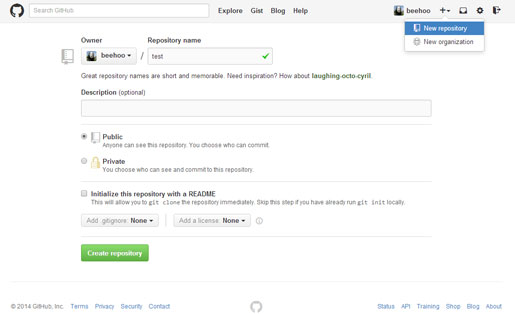 Search GitHub
Explore Gist Blog Help
beehoo
New repository
New organization
Owner Repository name
beehoo / test
Great repository names are short and memorable. Need inspiration? How about laughing-octo-cyril.
Description (optional)
Public
Anyone can see this repository. You choose who can commit.
Private
You choose who can see and commit to this repository.
Initialize this repository with a README
This will allow you to git clone the repository immediately. Skip this step if you have already run git init locally.
Add .gitignore: None Add a license: None
Create repository
© 2014 GitHub, Inc. Terms Privacy Security Contact Status API Training Shop Blog About